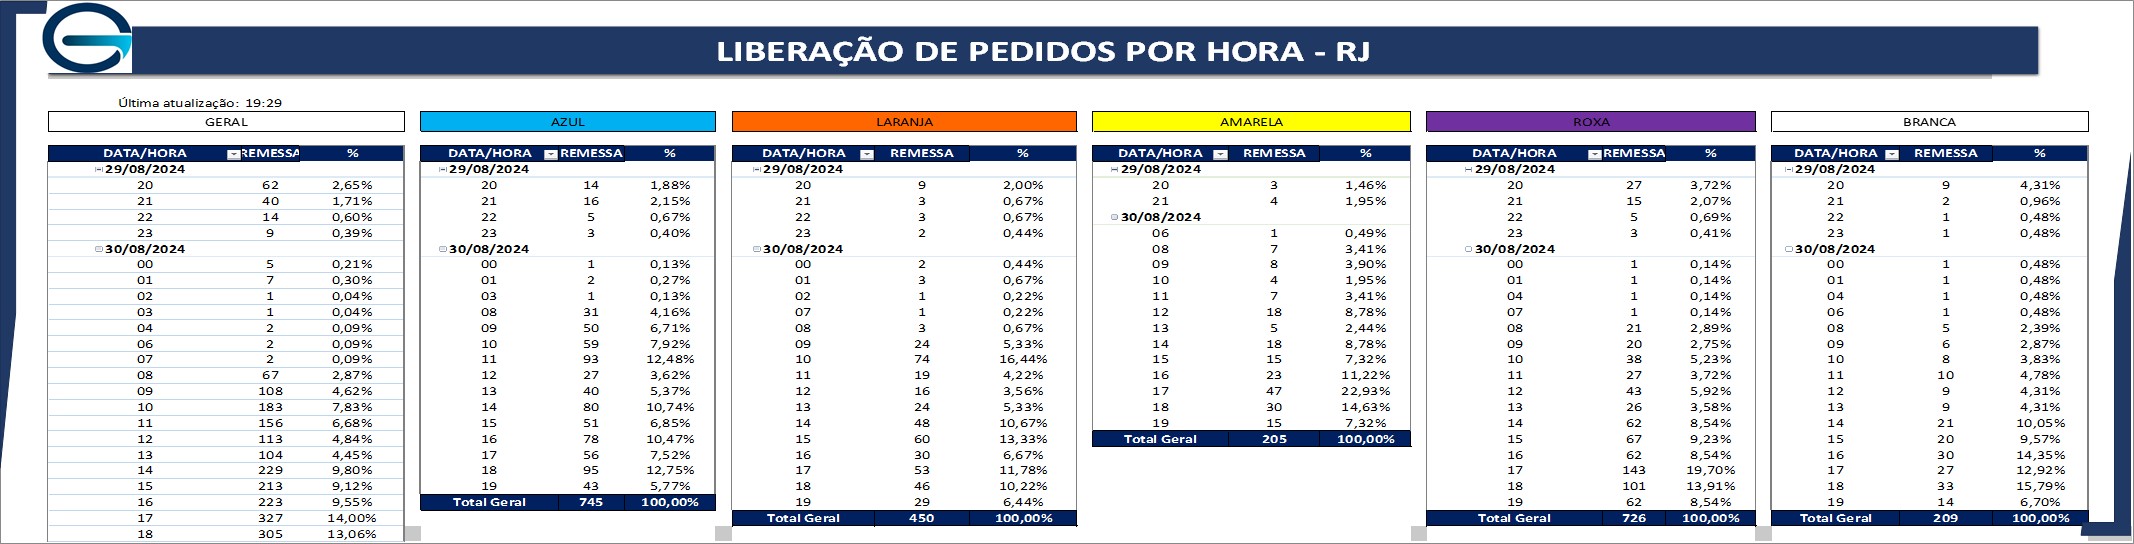 LIBERAÇÃO DE PEDIDOS POR HORA - RJ
Última atualização: 19:29
GERAL
DATA/HORA REMESSA %
29/08/2024
20 62 2,65%
21 40 1,71%
22 14 0,60%
23 9 0,39%
30/08/2024
00 5 0,21%
01 7 0,30%
02 1 0,04%
03 1 0,04%
04 2 0,09%
06 2 0,09%
07 2 0,09%
08 67 2,87%
09 108 4,62%
10 183 7,83%
11 156 6,68%
12 113 4,84%
13 104 4,45%
14 229 9,80%
15 213 9,12%
16 223 9,55%
17 327 14,00%
18 305 13,06%
AZUL
DATA/HORA REMESSA %
29/08/2024
20 14 1,88%
21 16 2,15%
22 5 0,67%
23 3 0,40%
30/08/2024
00 1 0,13%
01 2 0,27%
03 1 0,13%
08 31 4,16%
09 50 6,71%
10 59 7,92%
11 93 12,48%
12 27 3,62%
13 40 5,37%
14 80 10,74%
15 51 6,85%
16 78 10,47%
17 56 7,52%
18 95 12,75%
19 43 5,77%
Total Geral 745 100,00%
LARANJA
DATA/HORA REMESSA %
29/08/2024
20 9 2,00%
21 3 0,67%
22 3 0,67%
23 2 0,44%
30/08/2024
00 2 0,44%
01 3 0,67%
02 1 0,22%
07 1 0,22%
08 3 0,67%
09 24 5,33%
10 74 16,44%
11 19 4,22%
12 16 3,56%
13 24 5,33%
14 48 10,67%
15 60 13,33%
16 30 6,67%
17 53 11,78%
18 46 10,22%
19 29 6,44%
Total Geral 450 100,00%
AMARELA
DATA/HORA REMESSA %
29/08/2024
20 3 1,46%
21 4 1,95%
30/08/2024
06 1 0,49%
08 7 3,41%
09 8 3,90%
10 4 1,95%
11 7 3,41%
12 18 8,78%
13 5 2,44%
14 18 8,78%
15 15 7,32%
16 23 11,22%
17 47 22,93%
18 30 14,63%
19 15 7,32%
Total Geral 205 100,00%
ROXA
DATA/HORA REMESSA %
29/08/2024
20 27 3,72%
21 15 2,07%
22 5 0,69%
23 3 0,41%
30/08/2024
00 1 0,14%
01 1 0,14%
04 1 0,14%
07 1 0,14%
08 21 2,89%
09 20 2,75%
10 38 5,23%
11 27 3,72%
12 43 5,92%
13 26 3,58%
14 62 8,54%
15 67 9,23%
16 62 8,54%
17 143 19,70%
18 101 13,91%
19 62 8,54%
Total Geral 726 100,00%
BRANCA
DATA/HORA REMESSA %
29/08/2024
20 9 4,31%
21 2 0,96%
22 1 0,48%
23 1 0,48%
30/08/2024
00 1 0,48%
01 1 0,48%
04 1 0,48%
06 1 0,48%
08 5 2,39%
09 6 2,87%
10 8 3,83%
11 10 4,78%
12 9 4,31%
13 9 4,31%
14 21 10,05%
15 20 9,57%
16 30 14,35%
17 27 12,92%
18 33 15,79%
19 14 6,70%
Total Geral 209 100,00%